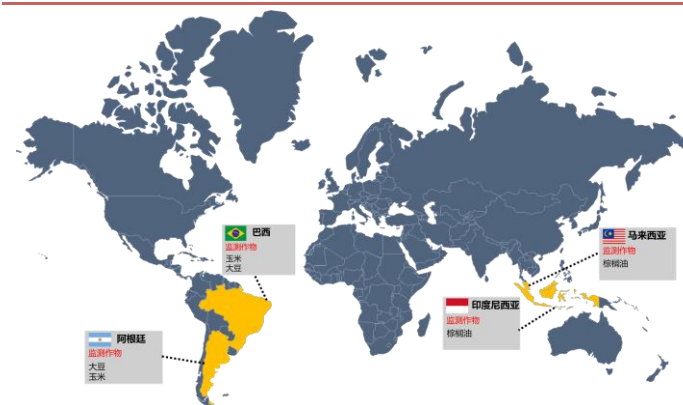 巴西
监测作物
玉米
大豆
马来西亚
监测作物
棕榈油
印度尼西亚
监测作物
棕榈油
阿根廷
监测作物
大豆
玉米